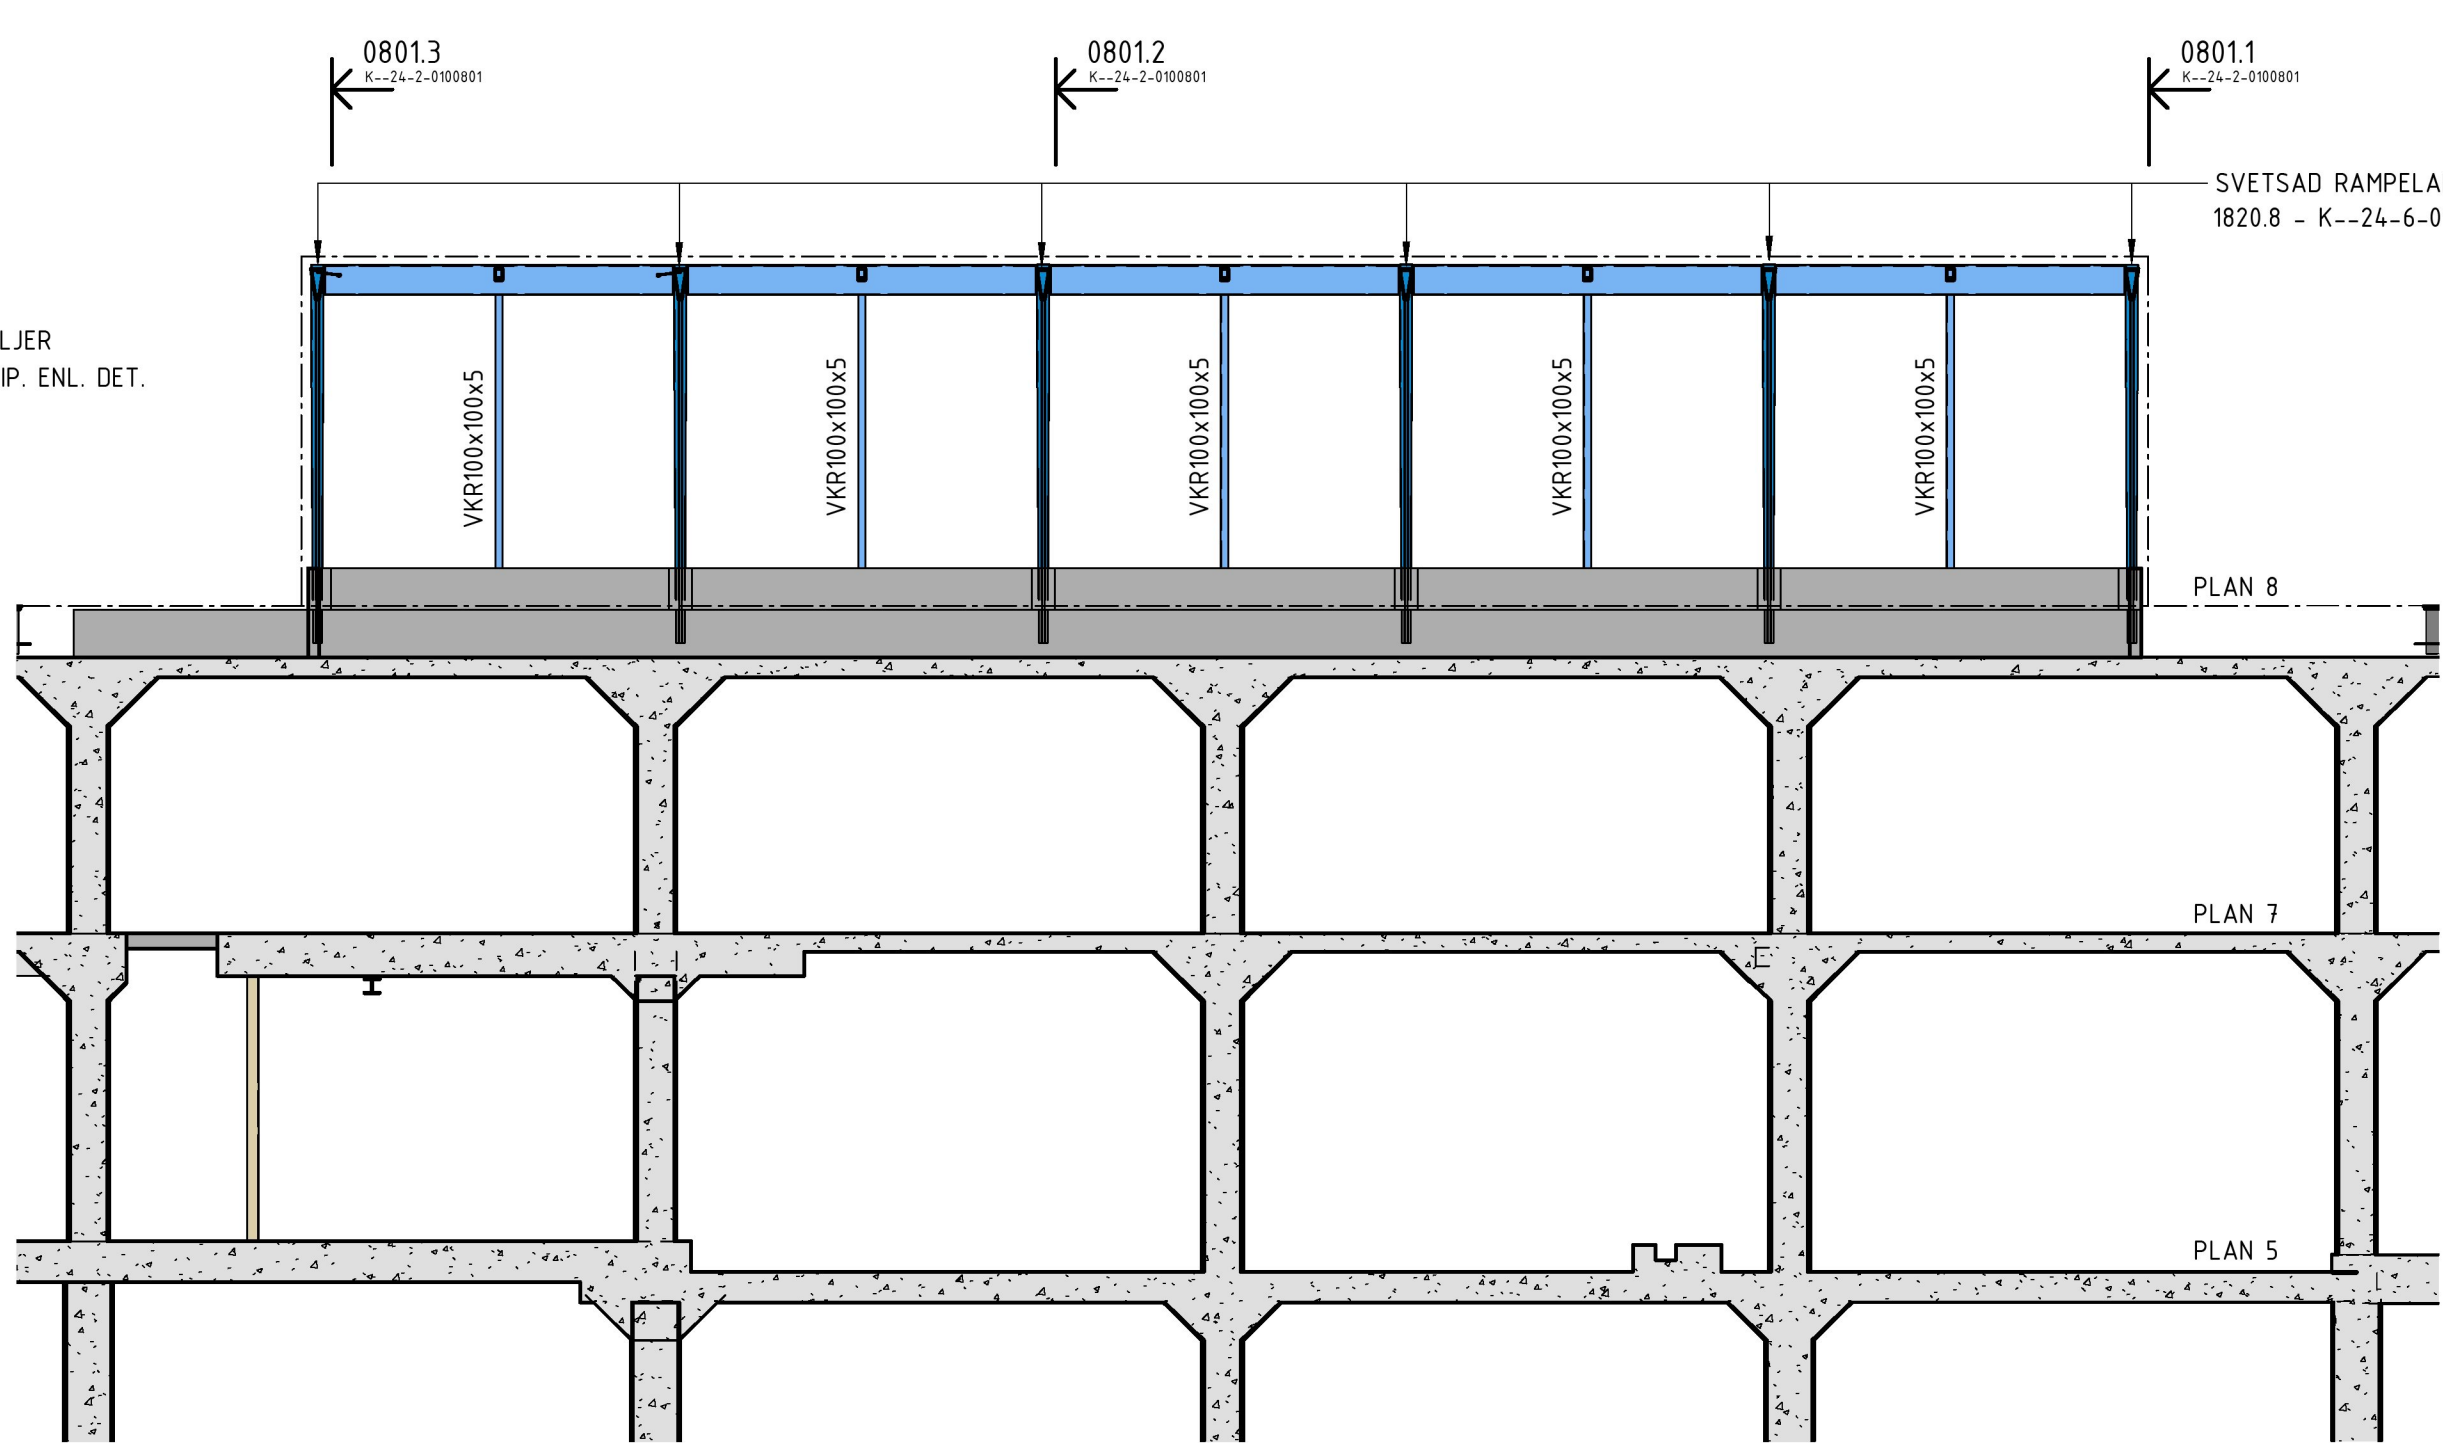 0801.3
K--24-2-0100801
0801.2
K--24-2-0100801
0801.1
K--24-2-0100801
SVETSAD RAMPELA
1820.8 - K--24-6-0
LJER
IP. ENL. DET.
VKR100x100x5
VKR100x100x5
VKR100x100x5
VKR100x100x5
VKR100x100x5
PLAN 8
PLAN 7
PLAN 5